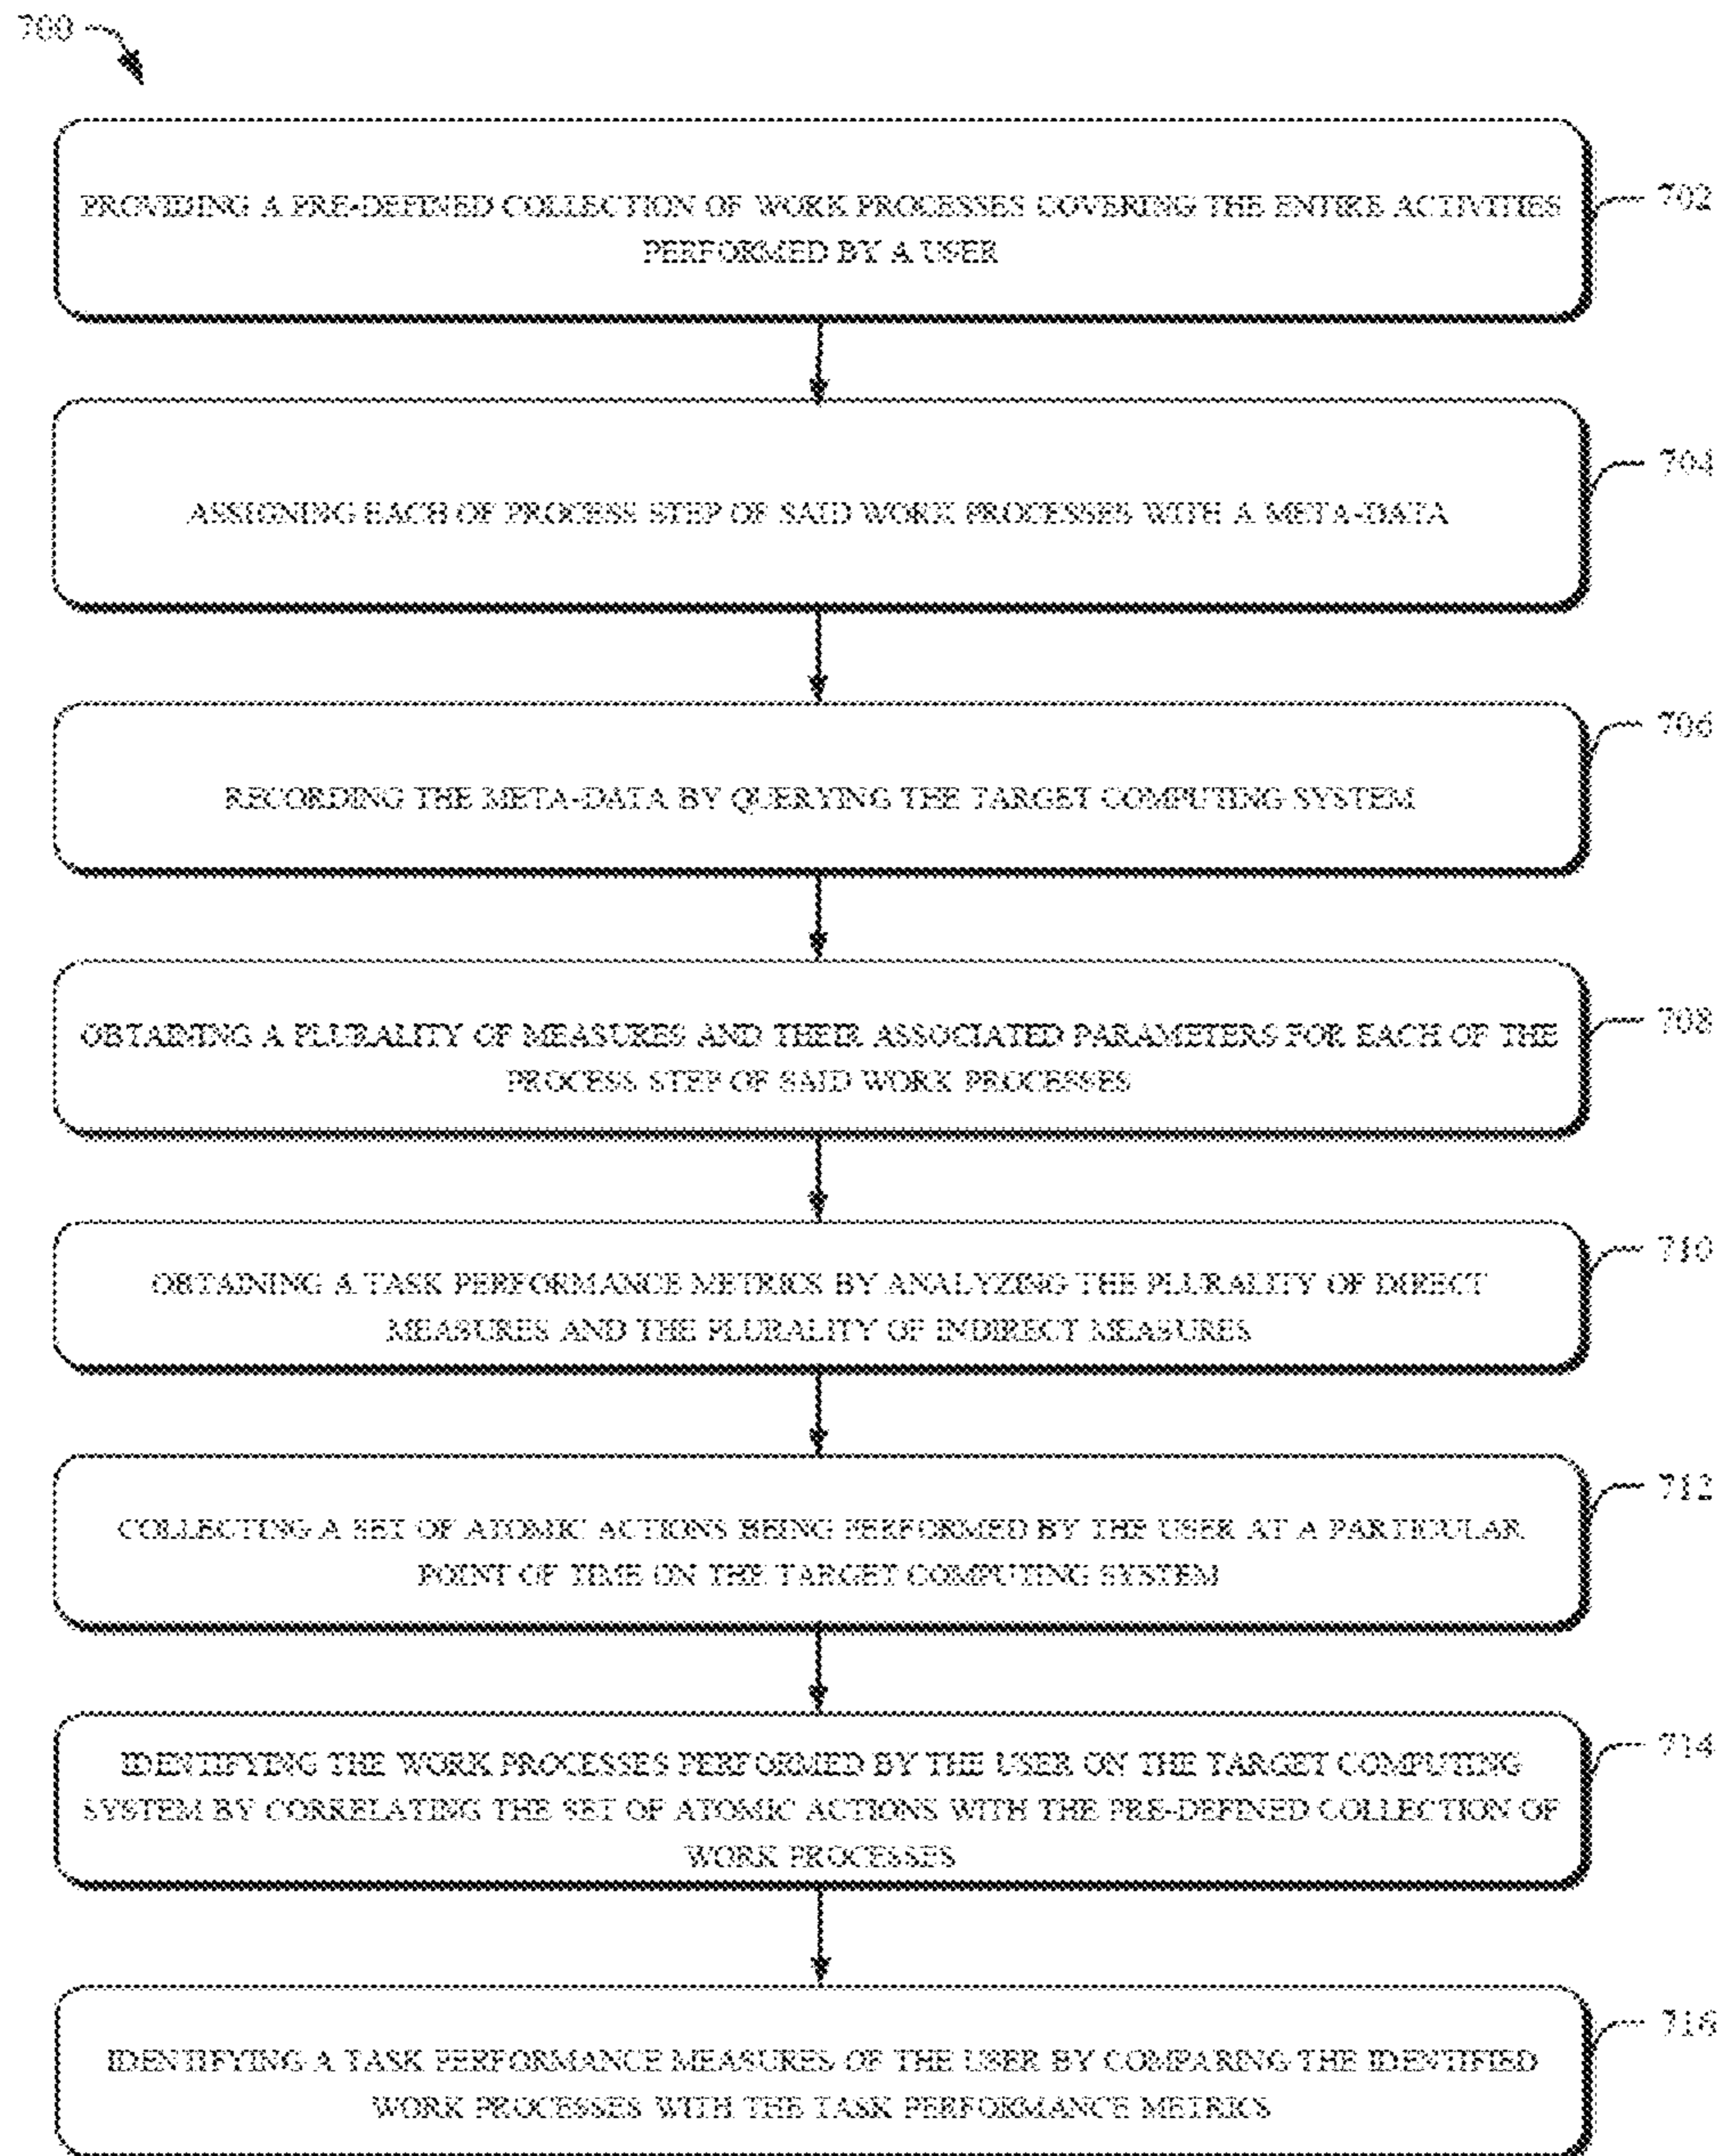 700
PROVIDING A PRE-DEFINED COLLECTION OF WORK PROCESSES COVERING THE ENTIRE ACTIVITIES
PERFORMED BY A USER
702
ASSIGNING EACH OF PROCESS STEP OF SAID WORK PROCESSES WITH A META-DATA
704
RECORDING THE META-DATA BY QUERYING THE TARGET COMPUTING SYSTEM
706
OBTAINING A PLURALITY OF MEASURES AND THEIR ASSOCIATED PARAMETERS FOR EACH OF THE
PROCESS STEP OF SAID WORK PROCESSES
708
OBTAINING A TASK PERFORMANCE METRICS BY ANALYZING THE PLURALITY OF DIRECT
MEASURES AND THE PLURALITY OF INDIRECT MEASURES
710
COLLECTING A SET OF ATOMIC ACTIONS BEING PERFORMED BY THE USER AT A PARTICULAR
POINT OF TIME ON THE TARGET COMPUTING SYSTEM
712
IDENTIFYING THE WORK PROCESSES PERFORMED BY THE USER ON THE TARGET COMPUTING
SYSTEM BY CORRELATING THE SET OF ATOMIC ACTIONS WITH THE PRE-DEFINED COLLECTION OF
WORK PROCESSES
714
IDENTIFYING A TASK PERFORMANCE MEASURES OF THE USER BY COMPARING THE IDENTIFIED
WORK PROCESSES WITH THE TASK PERFORMANCE METRICS
716